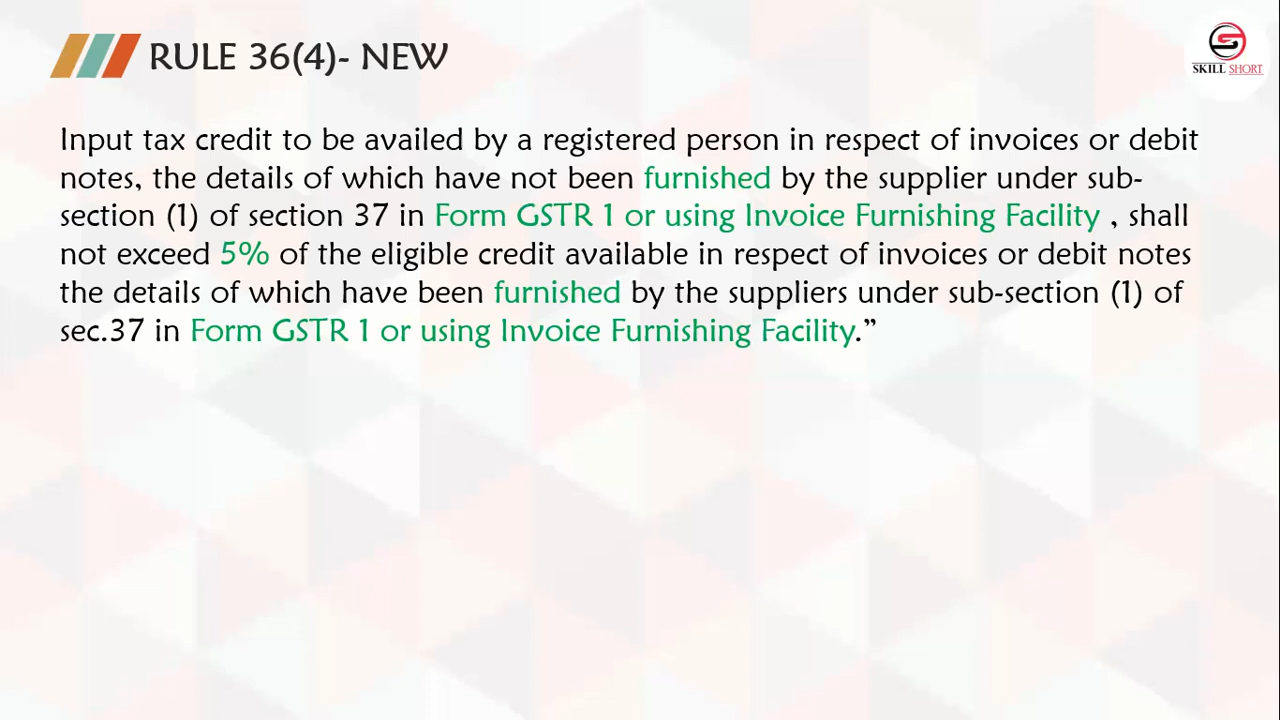 RULE 36(4)- NEW
SKILL SHORT
Input tax credit to be availed by a registered person in respect of invoices or debit
notes, the details of which have not been furnished by the supplier under sub-
section (1) of section 37 in Form GSTR 1 or using Invoice Furnishing Facility , shall
not exceed 5% of the eligible credit available in respect of invoices or debit notes
the details of which have been furnished by the suppliers under sub-section (1) of
sec.37 in Form GSTR 1 or using Invoice Furnishing Facility.”